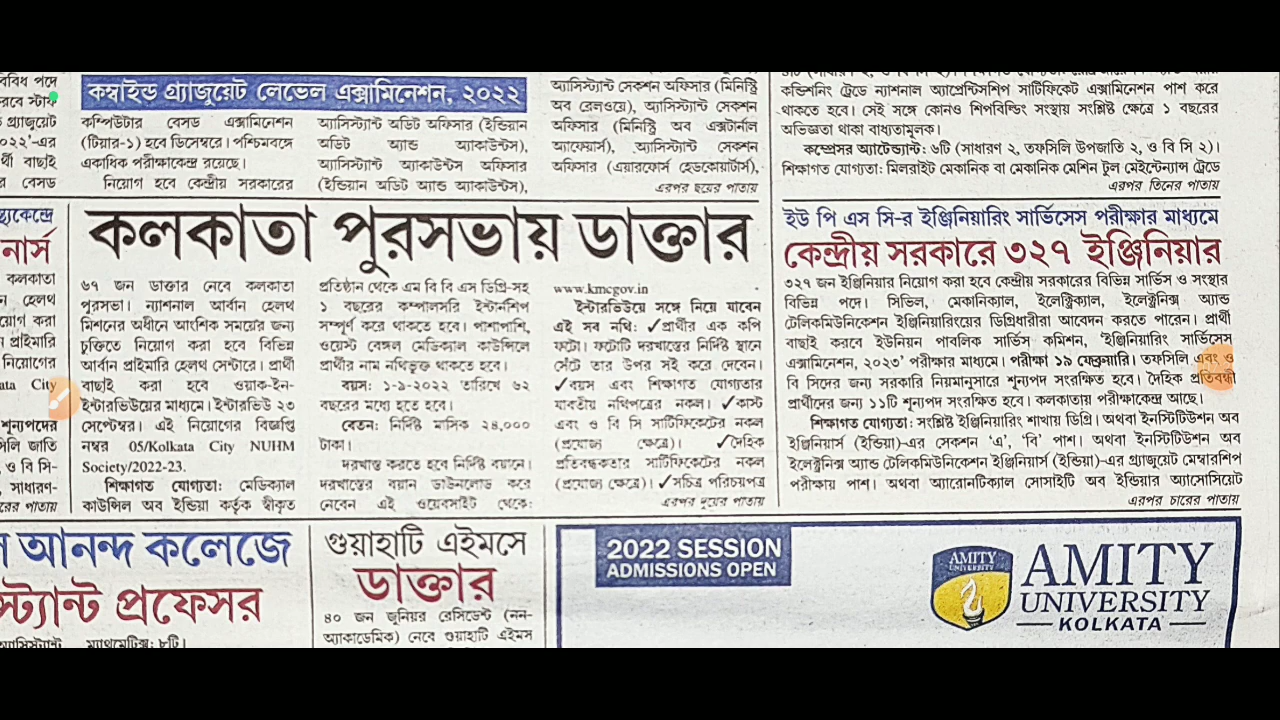 বিবিধ পদে
কম্বাইন্ড গ্র্যাজুয়েট লেভেল এক্সামিনেশন, ২০২২
কম্পিউটার বেসড এক্সামিনেশন
(টিয়ার-১) হবে ডিসেম্বরে। পশ্চিমবঙ্গে
একাধিক পরীক্ষাকেন্দ্র রয়েছে।
নিয়োগ হবে কেন্দ্রীয় সরকারের
অ্যাসিস্ট্যান্ট অডিট অফিসার (ইন্ডিয়ান
অডিট অ্যান্ড অ্যাকাউন্টস),
অ্যাসিস্ট্যান্ট অ্যাকাউন্টস অফিসার
(ইন্ডিয়ান অডিট অ্যান্ড অ্যাকাউন্টস),
অ্যাসিস্ট্যান্ট সেকশন অফিসার (মিনিস্ট্রি
অব রেলওয়ে), অ্যাসিস্ট্যান্ট সেকশন
অফিসার (মিনিস্ট্রি অব এক্সটার্নাল
অ্যাফেয়ার্স), অ্যাসিস্ট্যান্ট সেকশন
অফিসার (এয়ারফোর্স হেডকোয়ার্টার্স),
এরপর ছয়ের পাতায়
কন্ডিশনিং ট্রেডে ন্যাশনাল অ্যাপ্রেন্টিসশিপ সার্টিফিকেট এক্সামিনেশন পাশ করে
থাকতে হবে। সেই সঙ্গে কোনও শিপবিল্ডিং সংস্থায় সংশ্লিষ্ট ক্ষেত্রে ১ বছরের
অভিজ্ঞতা থাকা বাধ্যতামূলক।
কম্প্রেসর অ্যাটেন্ড্যান্ট: ৬টি (সাধারণ ২, তফসিলি উপজাতি ২, ও বি সি ২)।
শিক্ষাগত যোগ্যতা: মিলরাইট মেকানিক বা মেকানিক মেশিন টুল মেইন্টেন্যান্স ট্রেডে
এরপর তিনের পাতায়
নার্স
কলকাতা পুরসভায় ডাক্তার
৬৭ জন ডাক্তার নেবে কলকাতা
পুরসভা। ন্যাশনাল আর্বান হেলথ
মিশনের অধীনে আংশিক সময়ের জন্য
চুক্তিতে নিয়োগ করা হবে বিভিন্ন
আর্বান প্রাইমারি হেলথ সেন্টারে। প্রার্থী
বাছাই করা হবে ওয়াক-ইন-
ইন্টারভিউয়ের মাধ্যমে। ইন্টারভিউ ২৩
সেপ্টেম্বর। এই নিয়োগের বিজ্ঞপ্তি
নম্বর 05/Kolkata City NUHM
Society/2022-23.
শিক্ষাগত যোগ্যতা: মেডিক্যাল
কাউন্সিল অব ইন্ডিয়া কর্তৃক স্বীকৃত
প্রতিষ্ঠান থেকে এম বি বি এস ডিগ্রি-সহ
১ বছরের কম্পালসরি ইন্টার্নশিপ
সম্পূর্ণ করে থাকতে হবে। পাশাপাশি,
ওয়েস্ট বেঙ্গল মেডিক্যাল কাউন্সিলে
প্রার্থীর নাম নথিভুক্ত থাকতে হবে।
বয়স: ১-৯-২০২২ তারিখে ৬২
বছরের মধ্যে হতে হবে।
বেতন: নির্দিষ্ট মাসিক ২৪,০০০
টাকা।
দরখাস্ত করতে হবে নির্দিষ্ট বয়ানে।
দরখাস্তের বয়ান ডাউনলোড করে
নেবেন এই ওয়েবসাইট থেকে:
www.kmcgov.in
ইন্টারভিউয়ে সঙ্গে নিয়ে যাবেন
এই সব নথি: ✓প্রার্থীর এক কপি
ফটো। ফটোটি দরখাস্তের নির্দিষ্ট স্থানে
সেঁটে তার উপর সই করে দেবেন।
✓বয়স এবং শিক্ষাগত যোগ্যতার
যাবতীয় নথিপত্রের নকল। ✓কাস্ট
এবং ও বি সি সার্টিফিকেটের নকল
(প্রযোজ্য ক্ষেত্রে)। ✓দৈহিক
প্রতিবন্ধকতার সার্টিফিকেটের নকল
(প্রযোজ্য ক্ষেত্রে)। ✓সচিত্র পরিচয়পত্র
এরপর দুয়ের পাতায়
ইউ পি এস সি-র ইঞ্জিনিয়ারিং সার্ভিসেস পরীক্ষার মাধ্যমে
কেন্দ্রীয় সরকারে ৩২৭ ইঞ্জিনিয়ার
৩২৭ জন ইঞ্জিনিয়ার নিয়োগ করা হবে কেন্দ্রীয় সরকারের বিভিন্ন সার্ভিস ও সংস্থার
বিভিন্ন পদে। সিভিল, মেকানিক্যাল, ইলেক্ট্রিক্যাল, ইলেক্ট্রনিক্স অ্যান্ড
টেলিকমিউনিকেশন ইঞ্জিনিয়ারিংয়ের ডিগ্রিধারীরা আবেদন করতে পারেন। প্রার্থী
বাছাই করবে ইউনিয়ন পাবলিক সার্ভিস কমিশন, 'ইঞ্জিনিয়ারিং সার্ভিসেস
এক্সামিনেশন, ২০২৩' পরীক্ষার মাধ্যমে। পরীক্ষা ১৯ ফেব্রুয়ারি। তফসিলি এবং ও
বি সিদের জন্য সরকারি নিয়মানুসারে শূন্যপদ সংরক্ষিত হবে। দৈহিক প্রতিবন্ধী
প্রার্থীদের জন্য ১১টি শূন্যপদ সংরক্ষিত হবে। কলকাতায় পরীক্ষাকেন্দ্র আছে।
শিক্ষাগত যোগ্যতা: সংশ্লিষ্ট ইঞ্জিনিয়ারিং শাখায় ডিগ্রি। অথবা ইনস্টিটিউশন অব
ইঞ্জিনিয়ার্স (ইন্ডিয়া)-এর সেকশন 'এ', 'বি' পাশ। অথবা ইনস্টিটিউশন অব
ইলেক্ট্রনিক্স অ্যান্ড টেলিকমিউনিকেশন ইঞ্জিনিয়ার্স (ইন্ডিয়া)-এর গ্র্যাজুয়েট মেম্বারশিপ
পরীক্ষায় পাশ। অথবা অ্যারোনটিক্যাল সোসাইটি অব ইন্ডিয়ার অ্যাসোসিয়েট
এরপর চারের পাতায়
আনন্দ কলেজে
স্ট্যান্ট প্রফেসর
ম্যাথমেটিক্স: ৮টি।
গুয়াহাটি এইমসে
ডাক্তার
৪০ জন জুনিয়র রেসিডেন্ট (নন-
অ্যাকাডেমিক) নেবে গুয়াহাটি এইমস
2022 SESSION
ADMISSIONS OPEN
AMITY
UNIVERSITY
AMITY
UNIVERSITY
KOLKATA